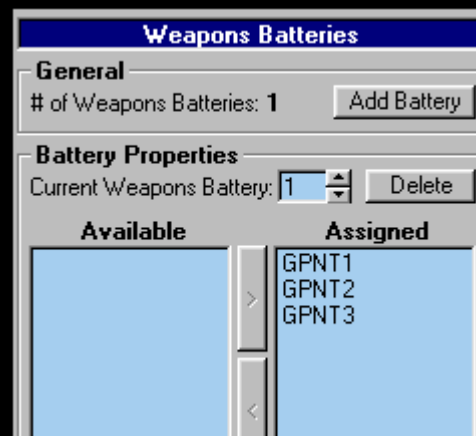 Weapons Batteries
General
# of Weapons Batteries: 1 Add Battery
Battery Properties
Current Weapons Battery: 1 Delete
Available Assigned
GPNT1
GPNT2
GPNT3
>
<